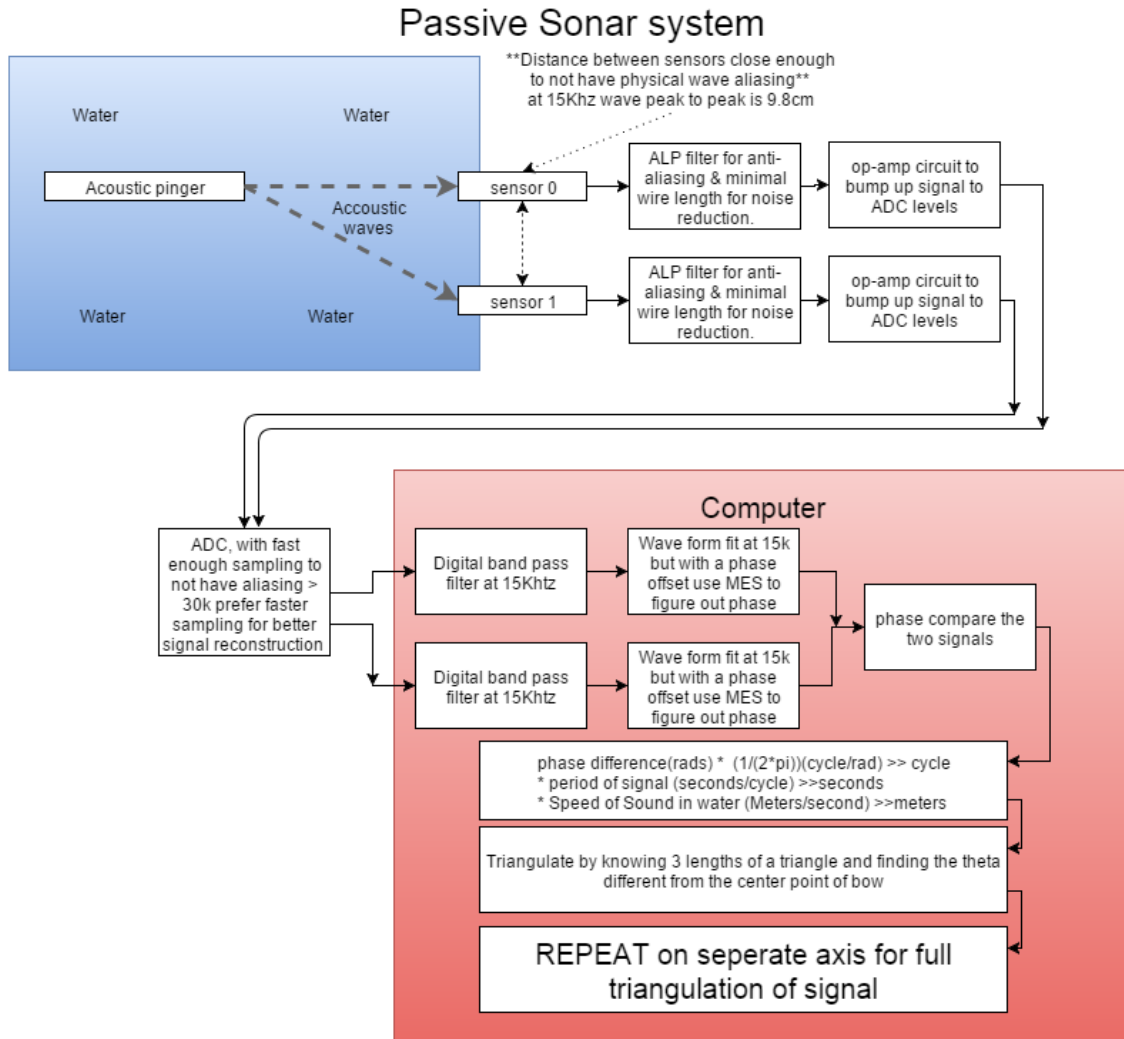 Passive Sonar system
**Distance between sensors close enough
to not have physical wave aliasing**
at 15Khz wave peak to peak is 9.8cm
Water
Water
Acoustic pinger
Accoustic
waves
Water
Water
sensor 0
ALP filter for anti-
aliasing & minimal
wire length for noise
reduction.
op-amp circuit to
bump up signal to
ADC levels
sensor 1
ALP filter for anti-
aliasing & minimal
wire length for noise
reduction.
op-amp circuit to
bump up signal to
ADC levels
Computer
ADC, with fast
enough sampling to
not have aliasing >
30k prefer faster
sampling for better
signal reconstruction
Digital band pass
filter at 15Khtz
Wave form fit at 15k
but with a phase
offset use MES to
figure out phase
Digital band pass
filter at 15Khtz
Wave form fit at 15k
but with a phase
offset use MES to
figure out phase
phase compare the
two signals
phase difference(rads) * (1/(2*pi))(cycle/rad) >> cycle
* period of signal (seconds/cycle) >>seconds
* Speed of Sound in water (Meters/second) >>meters
Triangulate by knowing 3 lengths of a triangle and finding the theta
different from the center point of bow
REPEAT on seperate axis for full
triangulation of signal